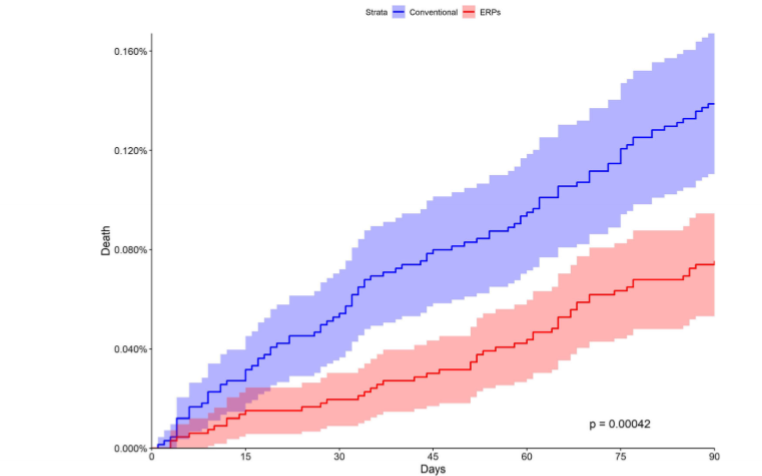 Strata Conventional ERPs
0.160%
0.120%
0.080%
0.040%
0.000%
Death
p = 0.00042
0 15 30 45 60 75 90
Days